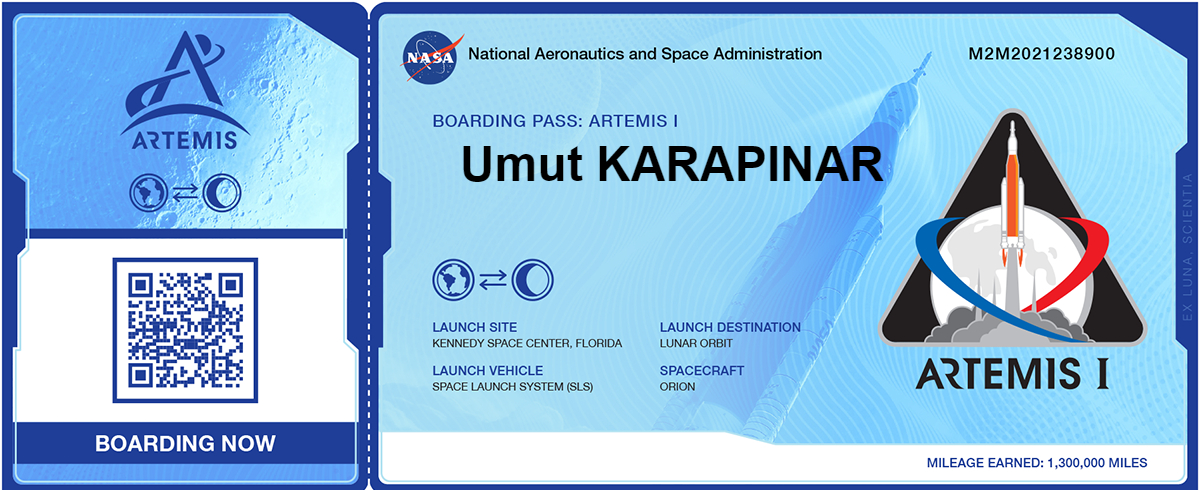 ARTEMIS
BOARDING NOW
NASA
National Aeronautics and Space Administration
M2M2021238900
BOARDING PASS: ARTEMIS I
Umut KARAPINAR
LAUNCH SITE
KENNEDY SPACE CENTER, FLORIDA
LAUNCH DESTINATION
LUNAR ORBIT
LAUNCH VEHICLE
SPACE LAUNCH SYSTEM (SLS)
SPACECRAFT
ORION
ARTEMIS I
EX LUNA SCIENTIA
MILEAGE EARNED: 1,300,000 MILES